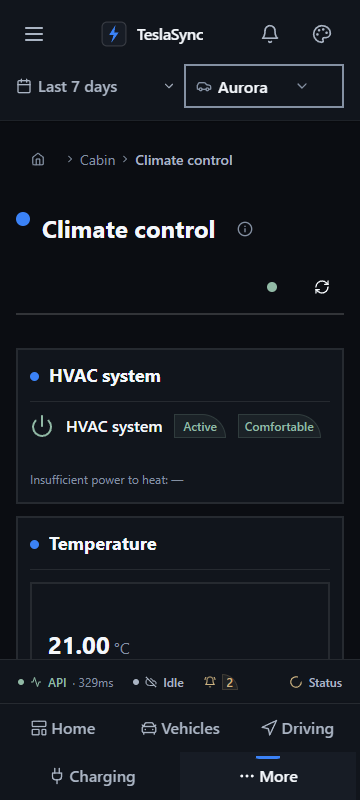 TeslaSync
Last 7 days
Aurora
Cabin
Climate control
Climate control
HVAC system
HVAC system
Active
Comfortable
Insufficient power to heat: —
Temperature
21.00 °C
API · 329ms
Idle
2
Status
Home
Vehicles
Driving
Charging
More